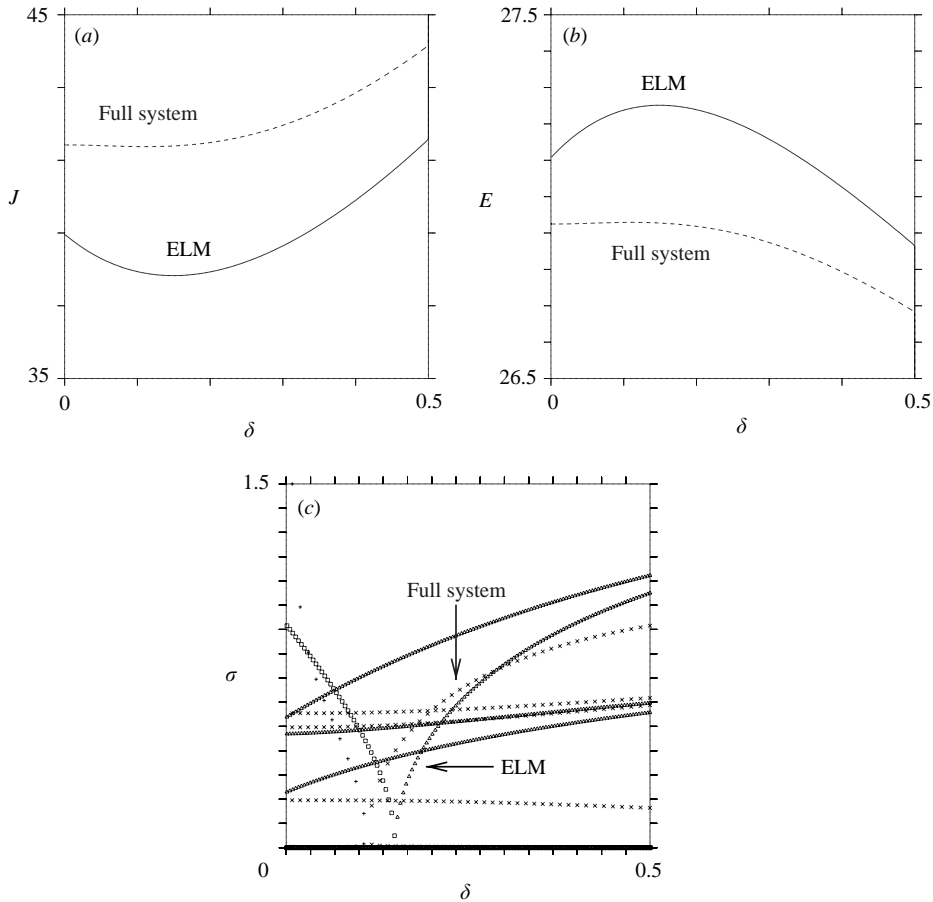 45
(a)
Full system
J
ELM
35
0
0.5
δ
27.5
(b)
ELM
E
Full system
26.5
0
0.5
δ
1.5
(c)
Full system
σ
ELM
0
0.5
δ